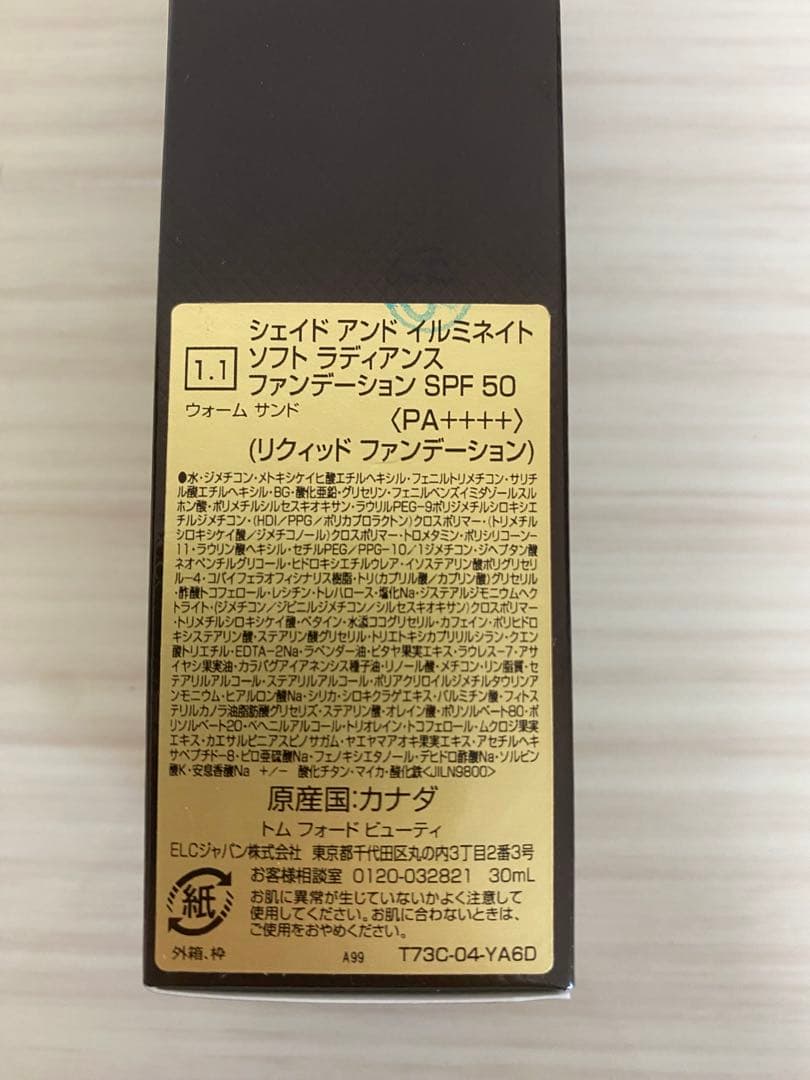 シェイド アンド イルミネイト
ソフト ラディアンス
1.1
ファンデーション SPF 50
ウォーム サンド
〈PA++++〉
(リクィッド ファンデーション)
●水・ジメチコン・メトキシケイヒ酸エチルヘキシル・フェニルトリメチコン・サリチ
ル酸エチルヘキシル・BG・酸化亜鉛・グリセリン・フェニルベンズイミダゾールスル
ホン酸・ポリメチルシルセスキオキサン・ラウリルPEG-9ポリジメチルシロキシエ
チルジメチコン・(HDI/PPG/ポリカプロラクトン)クロスポリマー・(トリメチル
シロキシケイ酸/ジメチコノール)クロスポリマー・トロメタミン・ポリシリコーン-
11・ラウリン酸ヘキシル・セチルPEG/PPG-10/1ジメチコン・ジヘプタン酸
ネオペンチルグリコール・ヒドロキシエチルウレア・イソステアリン酸ポリグリセリ
ル-4・コパイフェラオフィシナリス樹脂・トリ(カプリル酸/カプリン酸)グリセリル
・酢酸トコフェロール・レシチン・トレハロース・塩化Na・ジステアルジモニウムヘクト
ライト・(ジメチコン/ジビニルジメチコン/シルセスキオキサン)クロスポリマー
・トリメチルシロキシケイ酸・ベタイン・水添ココグリセリル・カフェイン・ポリヒドロ
キシステアリン酸・ステアリン酸グリセリル・トリエトキシカプリリルシラン・クエン
酸トリエチル・EDTA-2Na・ラベンダー油・ピタヤ果実エキス・ラウレス-7・アサ
イヤシ果実油・カラパグアイアネンシス種子油・リノール酸・メチコン・リン脂質・セ
テアリルアルコール・ステアリルアルコール・ポリアクリロイルジメチルタウリンア
ンモニウム・ヒアルロン酸Na・シリカ・シロキクラゲエキス・パルミチン酸・フィトス
テリルカノラ油脂肪酸グリセリズ・ステアリン酸・オレイン酸・ポリソルベート80・ポ
リソルベート20・ベヘニルアルコール・トリオレイン・トコフェロール・ムクロジ果実
エキス・カエサルピニアスピノサガム・ヤエヤマアオキ果実エキス・アセチルヘキ
サペプチド-8・ピロ亜硫酸Na・フェノキシエタノール・デヒドロ酢酸Na・ソルビン
酸K・安息香酸Na +/- 酸化チタン・マイカ・酸化鉄<JILN9800>
原産国:カナダ
トム フォード ビューティ
ELCジャパン株式会社 東京都千代田区丸の内3丁目2番3号
お客様相談室 0120-032821 30mL
紙
お肌に異常が生じていないかよく注意して
使用してください。お肌に合わないときは、
ご使用をおやめください。
外箱、枠
A99
T73C-04-YA6D